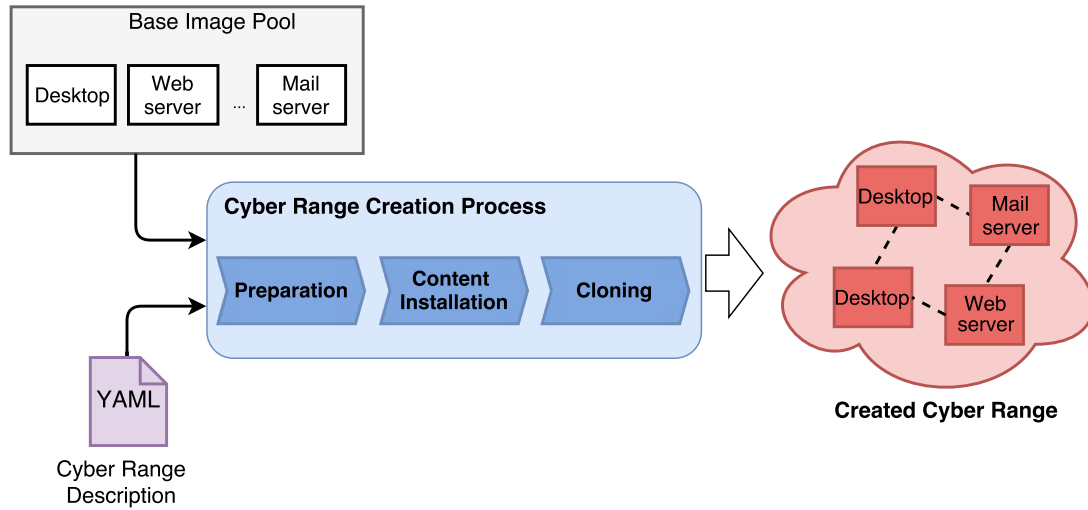 Base Image Pool
Desktop
Web
server
...
Mail
server
Cyber Range Creation Process
Preparation
Content
Installation
Cloning
YAML
Cyber Range
Description
Desktop
Mail
server
Desktop
Web
server
Created Cyber Range